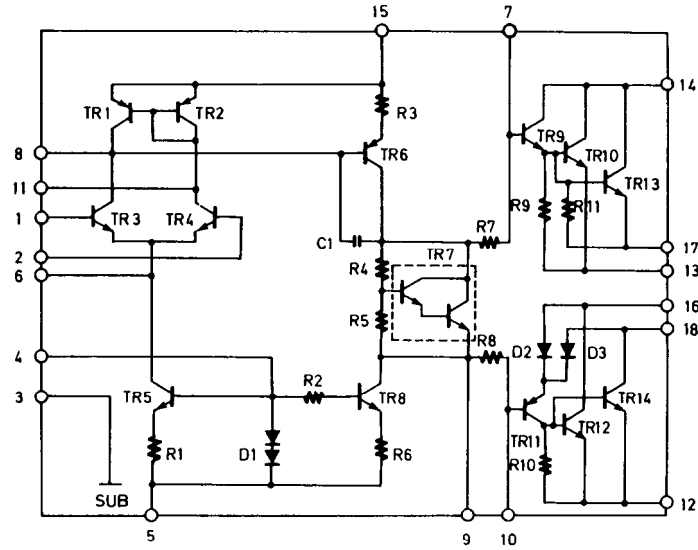 15 7
14
TR1 TR2 R3
TR9 TR10
8 TR6
TR13
11
1 TR3 TR4 R9 R11
C1 TR7 R7 17
2
6 R4 13
16
R5 18
R8
4 D2 D3
R2
3 TR5 TR8 TR14
TR11 TR12
R1 D1 R6 R10
SUB 12
5 9 10